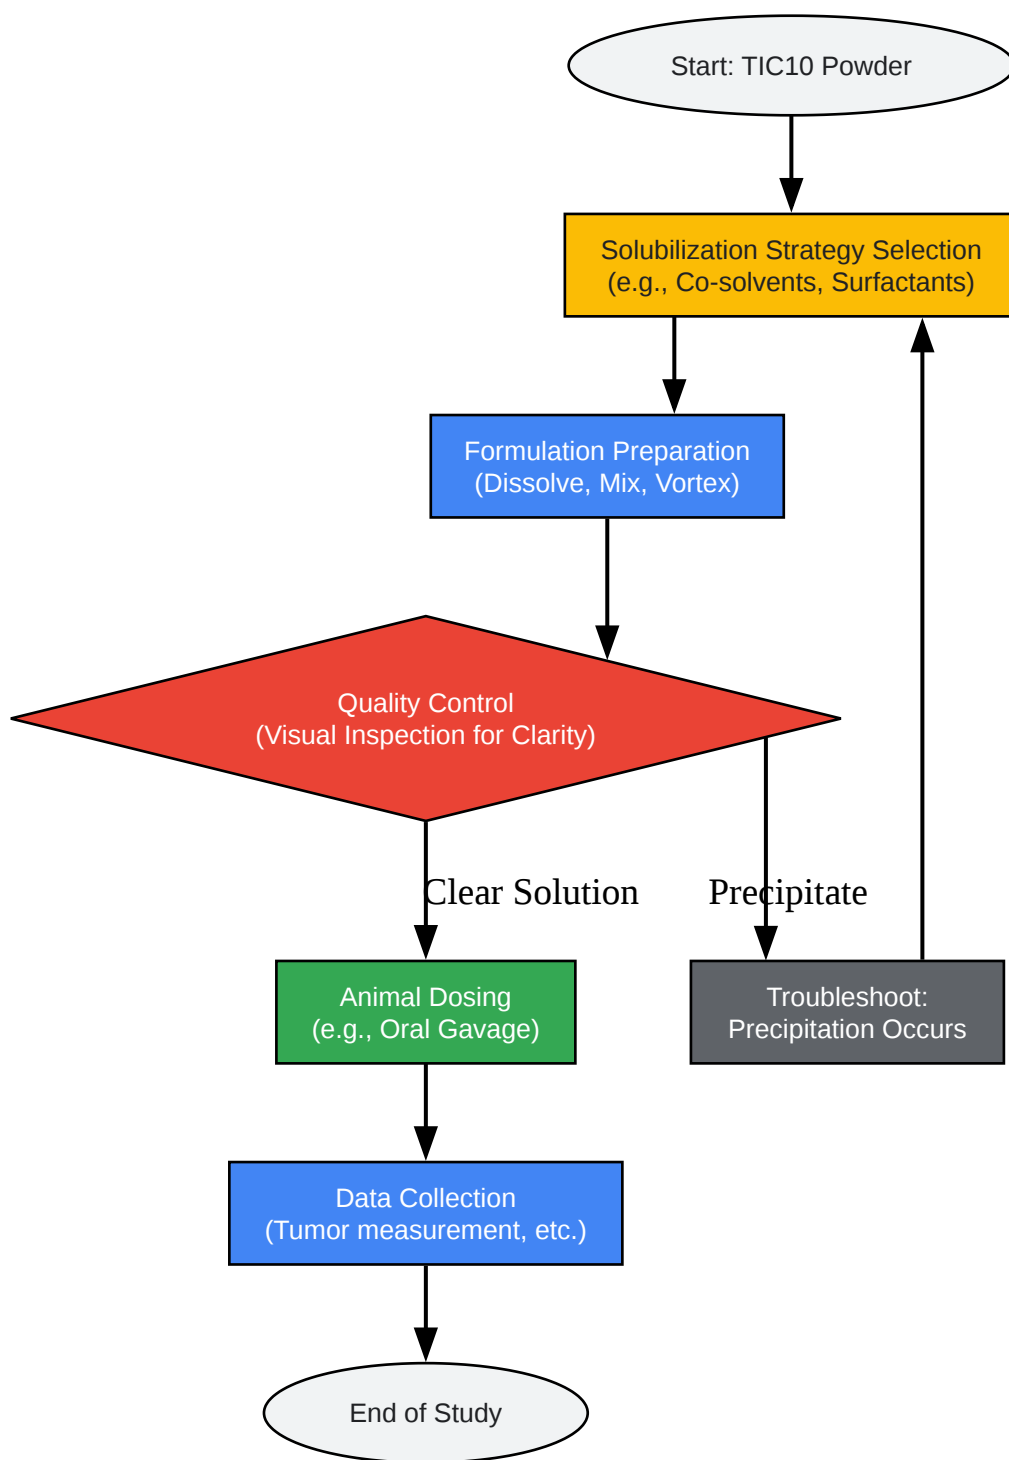 Start: TIC10 Powder
Solubilization Strategy Selection
(e.g., Co-solvents, Surfactants)
Formulation Preparation
(Dissolve, Mix, Vortex)
Quality Control
(Visual Inspection for Clarity)
Clear Solution
Precipitate
Animal Dosing
(e.g., Oral Gavage)
Troubleshoot:
Precipitation Occurs
Data Collection
(Tumor measurement, etc.)
End of Study